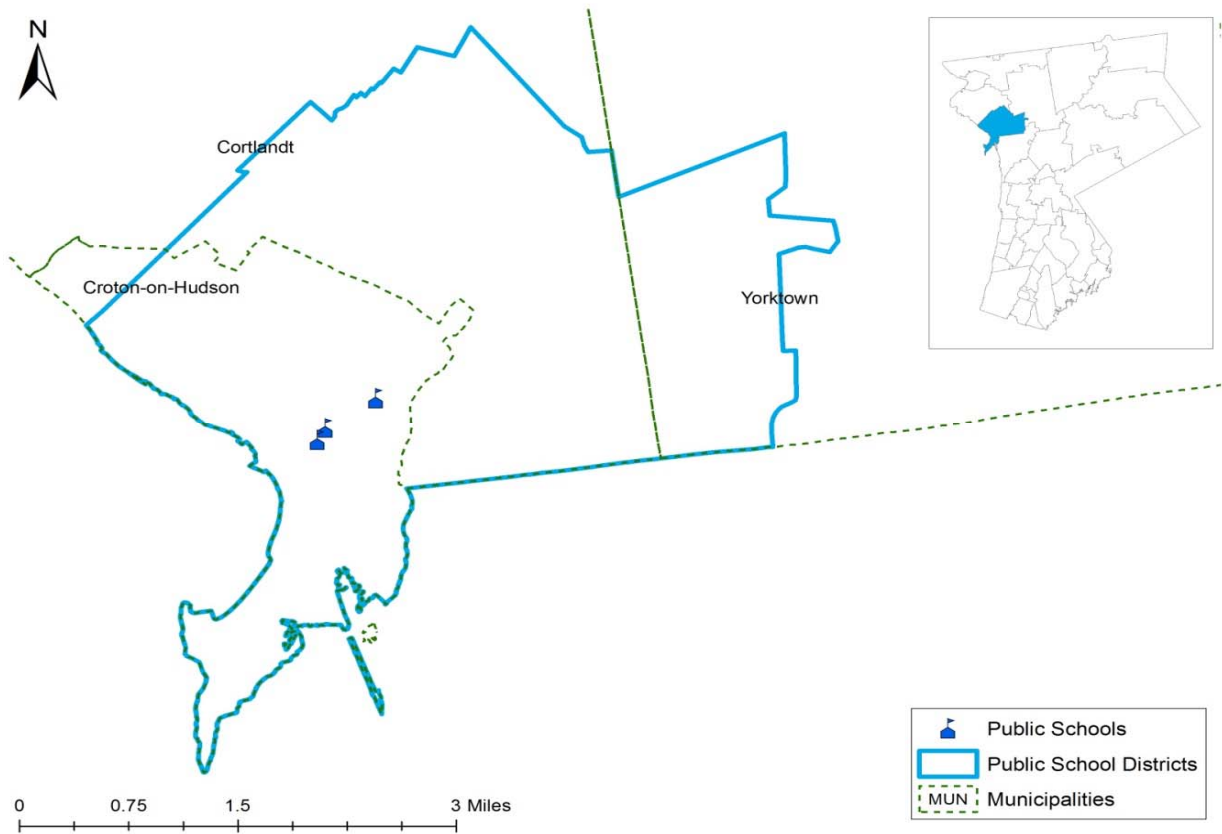 N
Cortlandt
Croton-on-Hudson
Yorktown
Public Schools
Public School Districts
MUN Municipalities
0 0.75 1.5 3 Miles